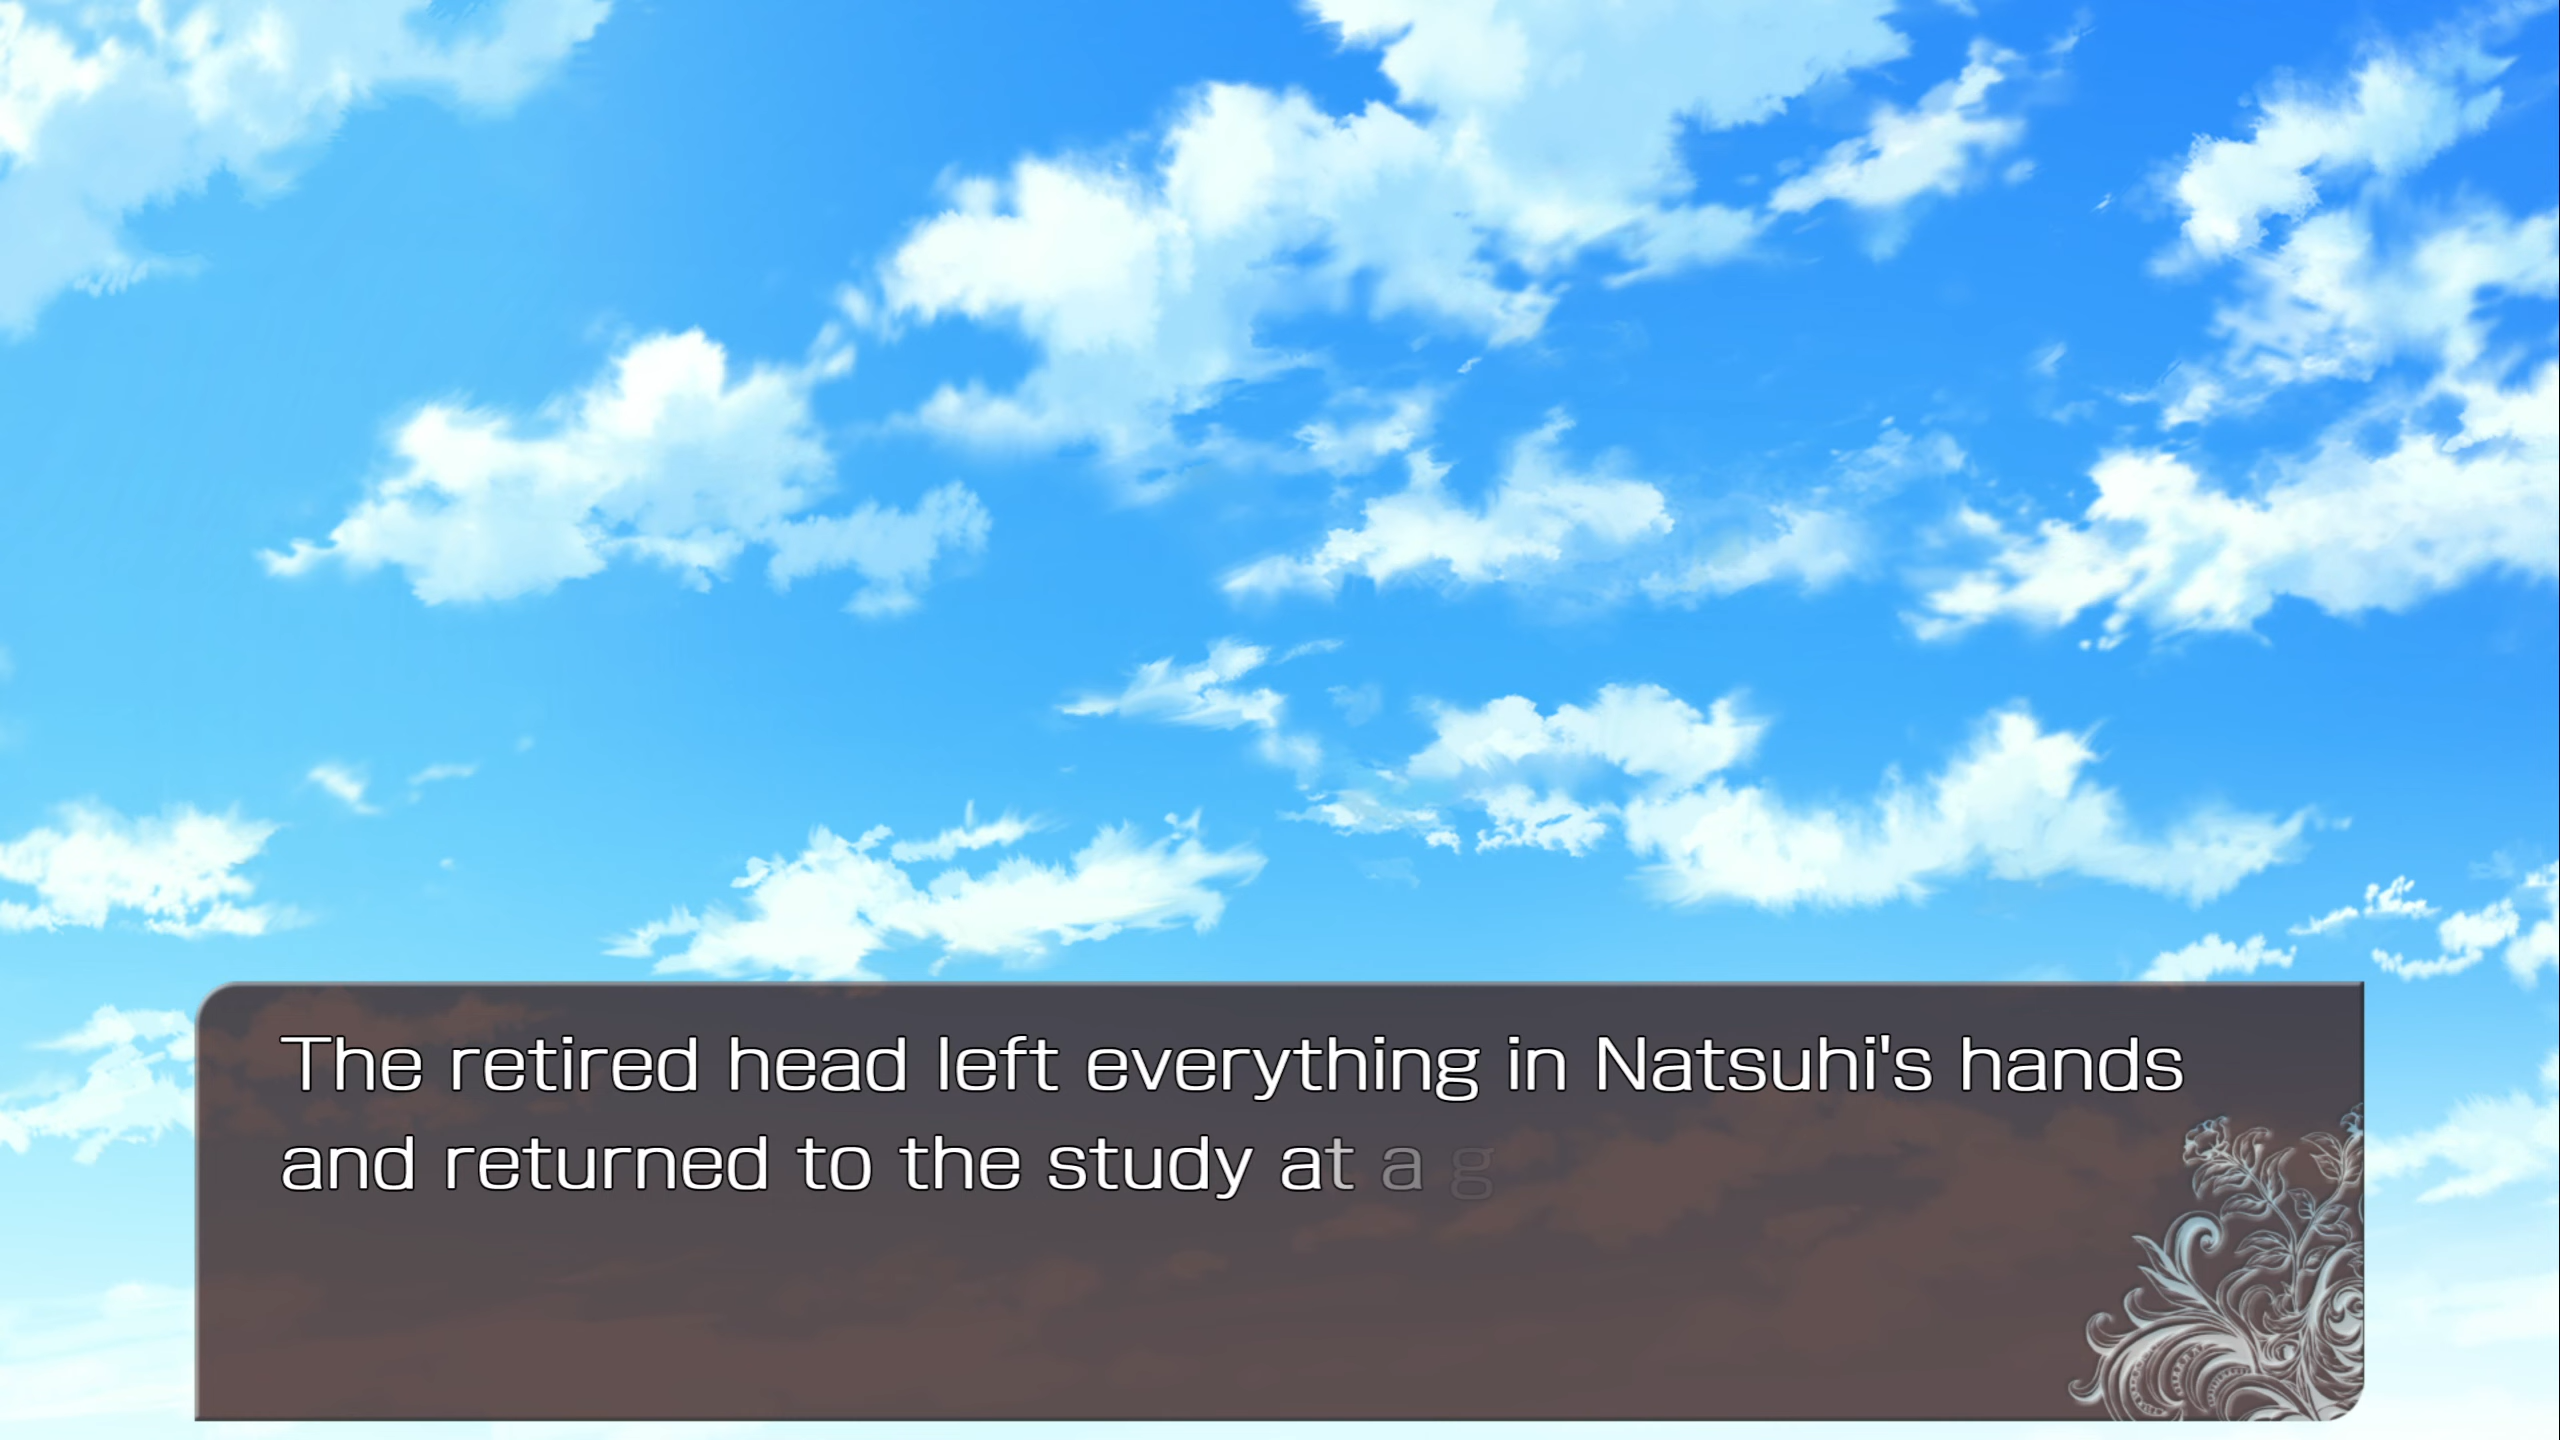 The retired head left everything in Natsuhi's hands
and returned to the study at a g